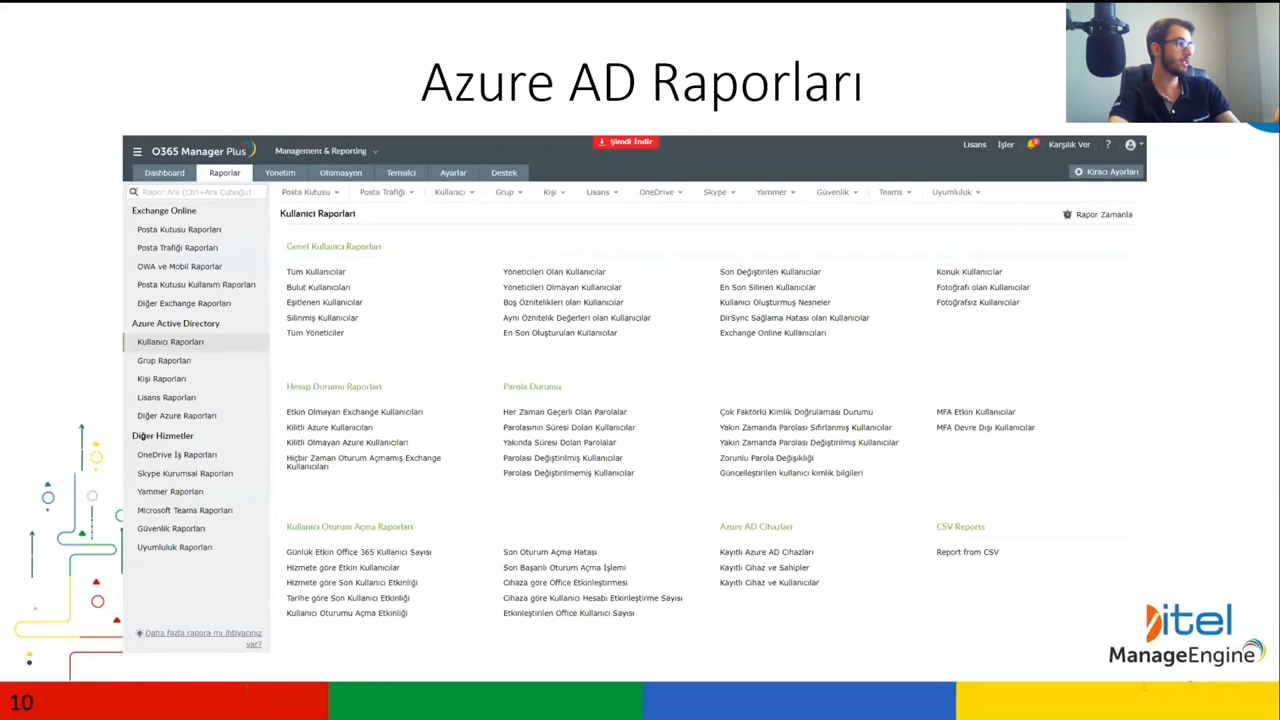 Azure AD Raporları
O365 Manager Plus
Management & Reporting
Şimdi İndir
Lisans İşler Karşılık Ver ?
Dashboard Raporlar Yönetim Otomasyon Temsilci Ayarlar Destek
Kiracı Ayarları
Rapor Ara (Ctrl+Ara Çubuğu)
Posta Kutusu Posta Trafiği Kullanıcı Grup Kişi Lisans OneDrive Skype Yammer Güvenlik Teams Uyumluluk
Exchange Online
Posta Kutusu Raporları
Posta Trafiği Raporları
OWA ve Mobil Raporlar
Posta Kutusu Kullanım Raporları
Diğer Exchange Raporları
Azure Active Directory
Kullanıcı Raporları
Grup Raporları
Kişi Raporları
Lisans Raporları
Diğer Azure Raporları
Diğer Hizmetler
OneDrive İş Raporları
Skype Kurumsal Raporları
Yammer Raporları
Microsoft Teams Raporları
Güvenlik Raporları
Uyumluluk Raporları
Daha fazla rapora mı ihtiyacınız
var?
Kullanıcı Raporları
Rapor Zamanla
Genel Kullanıcı Raporları
Tüm Kullanıcılar
Bulut Kullanıcıları
Eşitlenen Kullanıcılar
Silinmiş Kullanıcılar
Tüm Yöneticiler
Yöneticileri Olan Kullanıcılar
Yöneticileri Olmayan Kullanıcılar
Boş Öznitelikleri olan Kullanıcılar
Aynı Öznitelik Değerleri olan Kullanıcılar
En Son Oluşturulan Kullanıcılar
Son Değiştirilen Kullanıcılar
En Son Silinen Kullanıcılar
Kullanıcı Oluşturmuş Nesneler
DirSync Sağlama Hatası olan Kullanıcılar
Exchange Online Kullanıcıları
Konuk Kullanıcılar
Fotoğrafı olan Kullanıcılar
Fotoğrafsız Kullanıcılar
Hesap Durumu Raporları
Etkin Olmayan Exchange Kullanıcıları
Kilitli Azure Kullanıcıları
Kilitli Olmayan Azure Kullanıcıları
Hiçbir Zaman Oturum Açmamış Exchange
Kullanıcıları
Parola Durumu
Her Zaman Geçerli Olan Parolalar
Parolasının Süresi Dolan Kullanıcılar
Yakında Süresi Dolan Parolalar
Parolası Değiştirilmiş Kullanıcılar
Parolası Değiştirilmemiş Kullanıcılar
Çok Faktörlü Kimlik Doğrulaması Durumu
Yakın Zamanda Parolası Sıfırlanmış Kullanıcılar
Yakın Zamanda Parolası Değiştirilmiş Kullanıcılar
Zorunlu Parola Değişikliği
Güncelleştirilen kullanıcı kimlik bilgileri
MFA Etkin Kullanıcılar
MFA Devre Dışı Kullanıcılar
Kullanıcı Oturum Açma Raporları
Günlük Etkin Office 365 Kullanıcı Sayısı
Hizmete göre Etkin Kullanıcılar
Hizmete göre Son Kullanıcı Etkinliği
Tarihe göre Son Kullanıcı Etkinliği
Kullanıcı Oturumu Açma Etkinliği
Son Oturum Açma Hatası
Son Başarılı Oturum Açma İşlemi
Cihaza göre Office Etkinleştirmesi
Cihaza göre Kullanıcı Hesabı Etkinleştirme Sayısı
Etkinleştirilen Office Kullanıcı Sayısı
Azure AD Cihazları
Kayıtlı Azure AD Cihazları
Kayıtlı Cihaz ve Sahipler
Kayıtlı Cihaz ve Kullanıcılar
CSV Reports
Report from CSV
vitel
ManageEngine
10